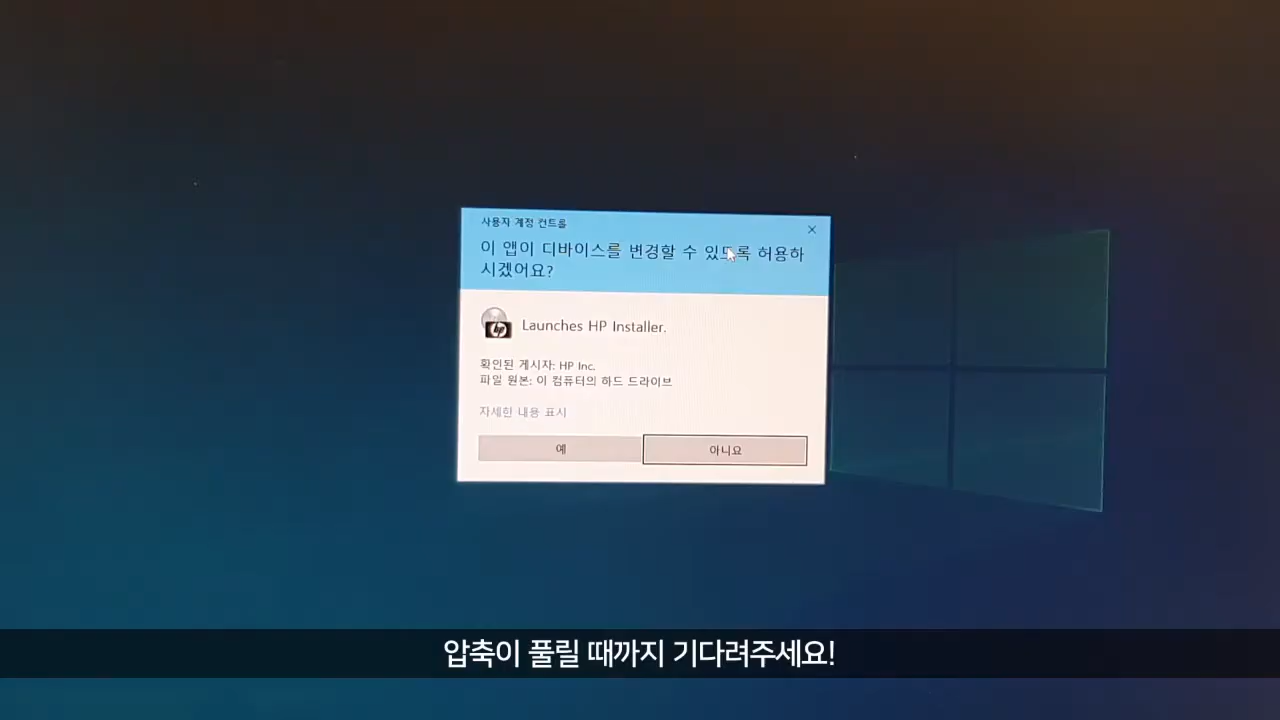 사용자 계정 컨트롤
이 앱이 디바이스를 변경할 수 있도록 허용하
시겠어요?
hp
Launches HP Installer.
확인된 게시자: HP Inc.
파일 원본: 이 컴퓨터의 하드 드라이브
자세한 내용 표시
예
아니요
압축이 풀릴 때까지 기다려주세요!